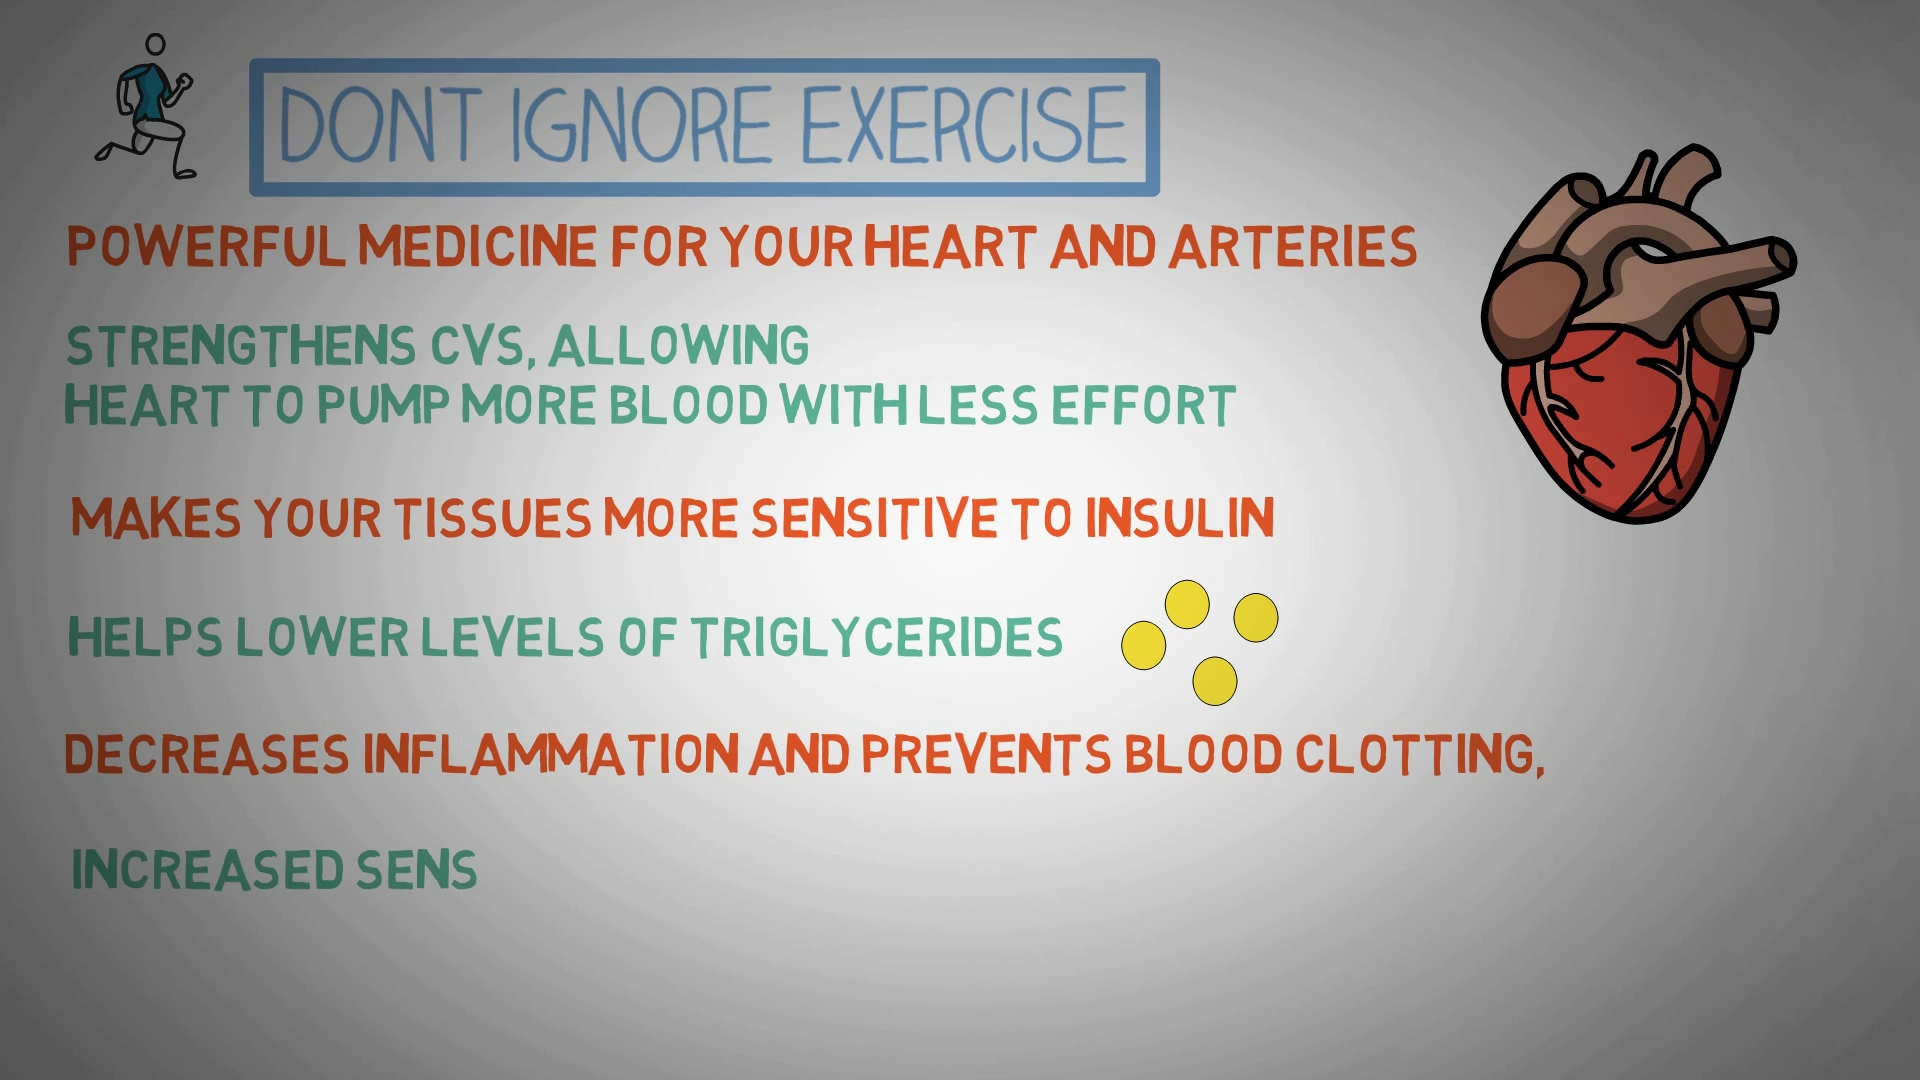 DONT IGNORE EXERCISE
POWERFUL MEDICINE FOR YOUR HEART AND ARTERIES
STRENGTHENS CVS, ALLOWING
HEART TO PUMP MORE BLOOD WITH LESS EFFORT
MAKES YOUR TISSUES MORE SENSITIVE TO INSULIN
HELPS LOWER LEVELS OF TRIGLYCERIDES
DECREASES INFLAMMATION AND PREVENTS BLOOD CLOTTING,
INCREASED SENS